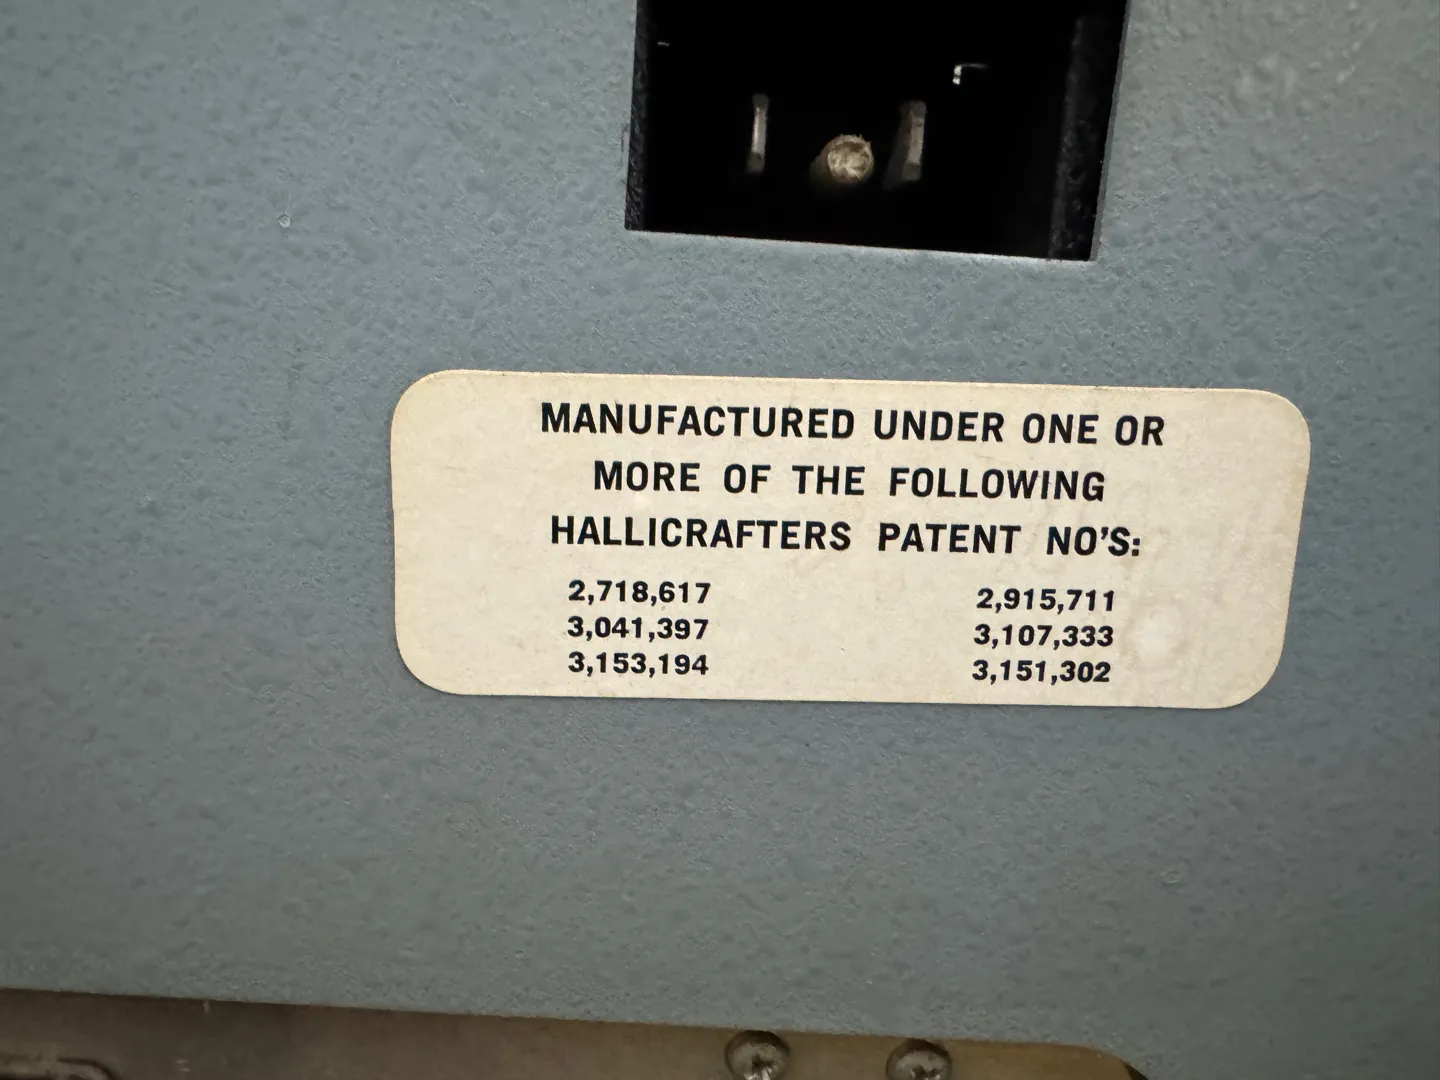 MANUFACTURED UNDER ONE OR
MORE OF THE FOLLOWING
HALLICRAFTERS PATENT NO'S:
2,718,617 2,915,711
3,041,397 3,107,333
3,153,194 3,151,302